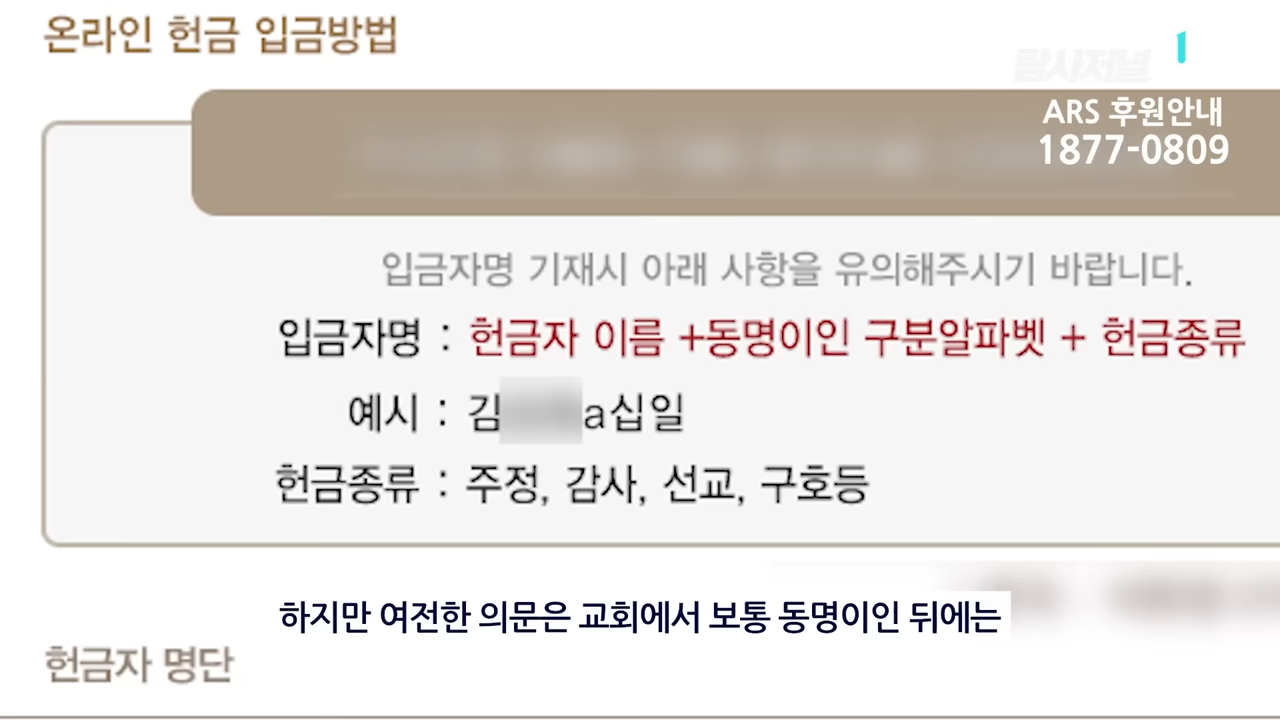 온라인 헌금 입금방법
탐사저널 1
ARS 후원안내
1877-0809
입금자명 기재시 아래 사항을 유의해주시기 바랍니다.
입금자명 : 헌금자 이름 +동명이인 구분알파벳 + 헌금종류
예시 : 김 a십일
헌금종류 : 주정, 감사, 선교, 구호등
하지만 여전한 의문은 교회에서 보통 동명이인 뒤에는
헌금자 명단